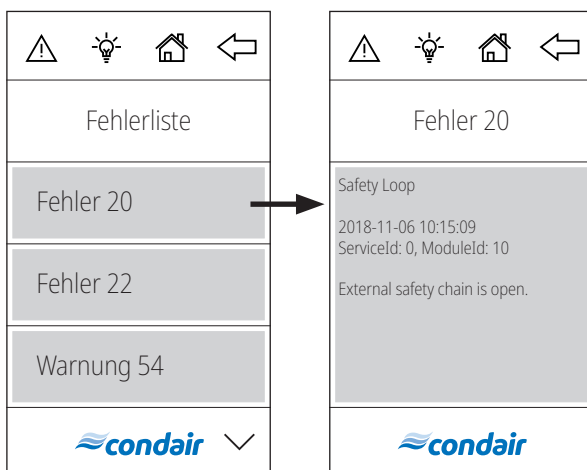 Fehlerliste
Fehler 20
Fehler 22
Warnung 54
condair
Fehler 20
Safety Loop
2018-11-06 10:15:09
ServiceId: 0, ModuleId: 10
External safety chain is open.
condair